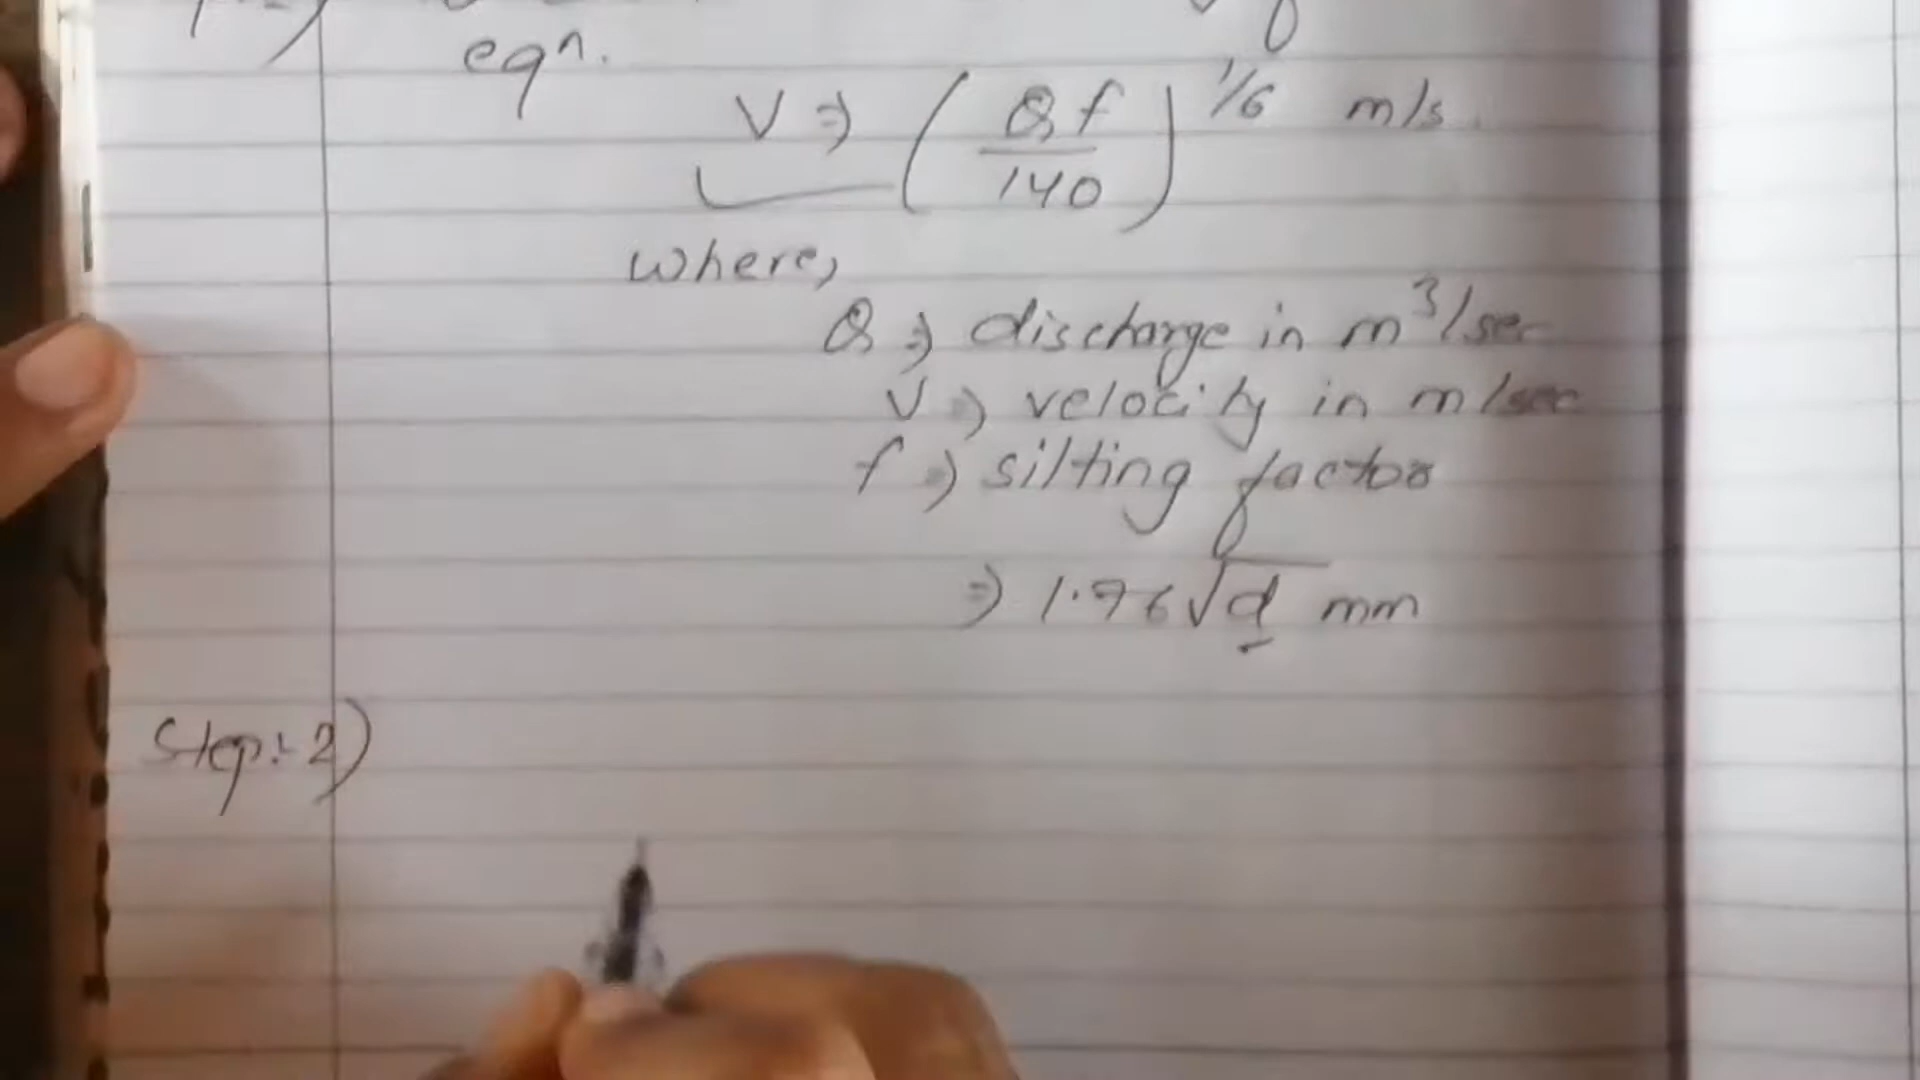 eqn.
V ⇒ (Qf/140)^1/6 m/s.
where,
Q ⇒ discharge in m³/sec
V ⇒ velocity in m/sec
f ⇒ silting factor
⇒ 1.76√d mm
Step:- 2)